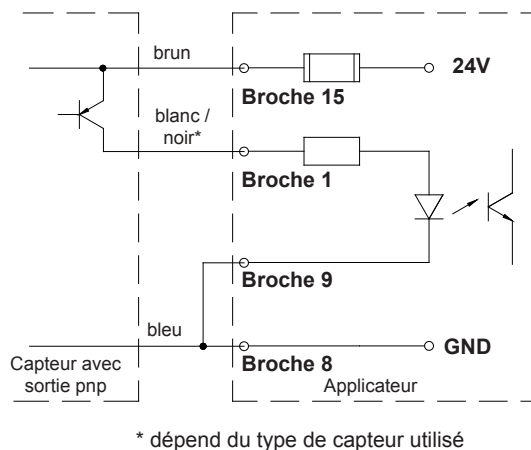 brun
24V
Broche 15
blanc /
noir*
Broche 1
Broche 9
bleu
Broche 8
GND
Capteur avec
sortie pnp
Applicateur
* dépend du type de capteur utilisé